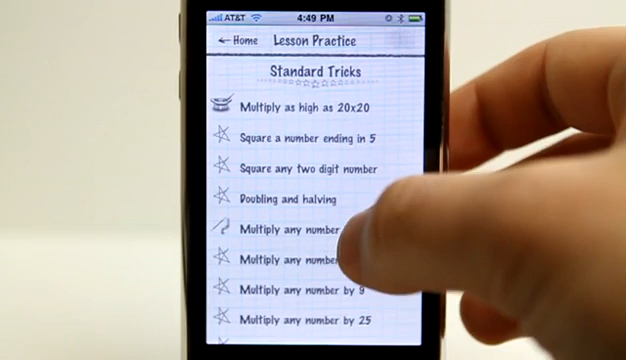 AT&T 4:49 PM
Home Lesson Practice
Standard Tricks
Multiply as high as 20x20
Square a number ending in 5
Square any two digit number
Doubling and halving
Multiply any number
Multiply any number
Multiply any number by 9
Multiply any number by 25